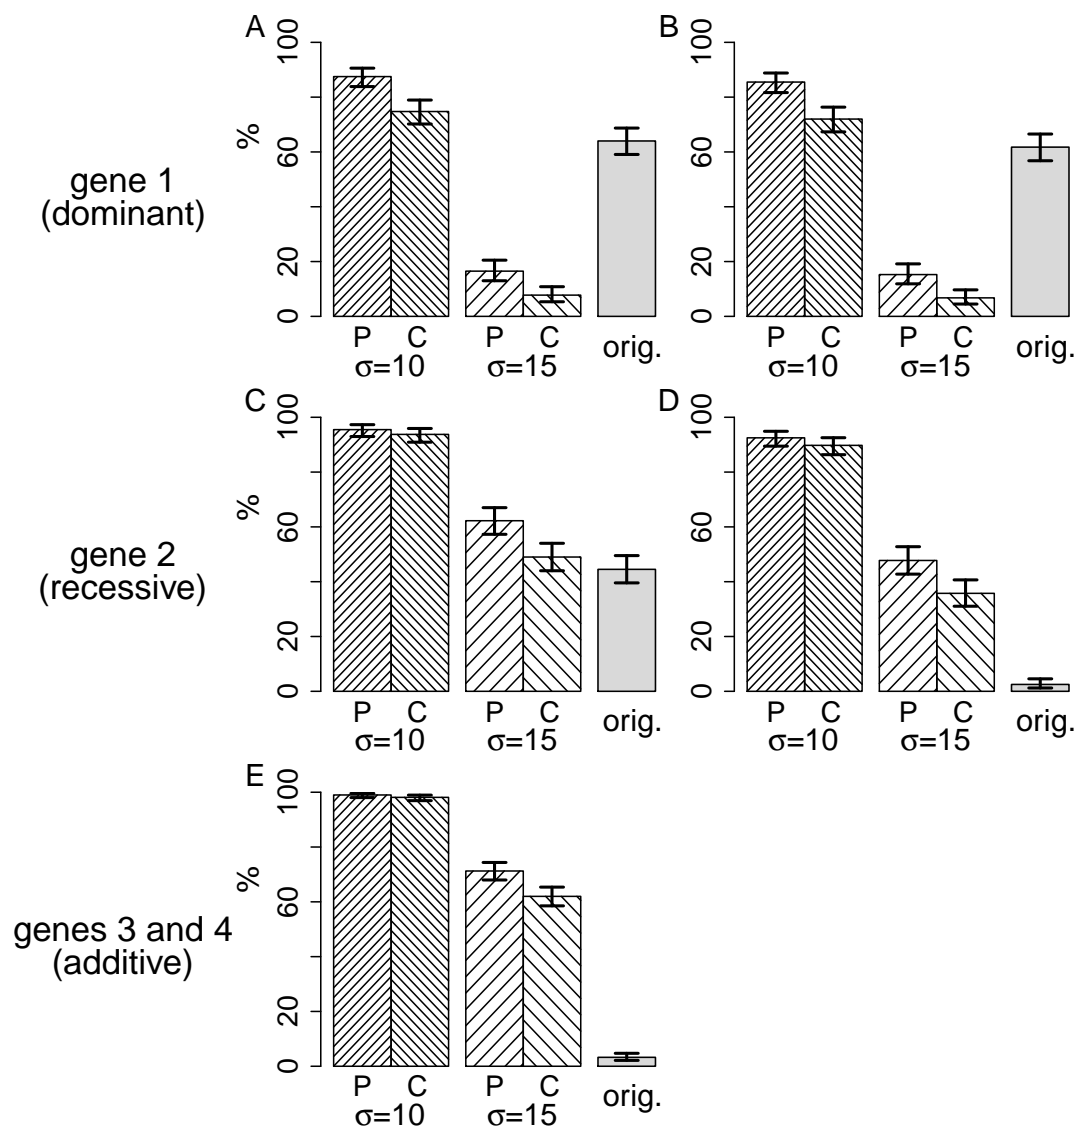 A
100
60
20
0
%
P C P C
σ=10 σ=15 orig.
B
100
60
20
0
P C P C
σ=10 σ=15 orig.
gene 1
(dominant)
C
100
60
20
0
%
P C P C
σ=10 σ=15 orig.
D
100
60
20
0
P C P C
σ=10 σ=15 orig.
gene 2
(recessive)
E
100
60
20
0
%
P C P C
σ=10 σ=15 orig.
genes 3 and 4
(additive)